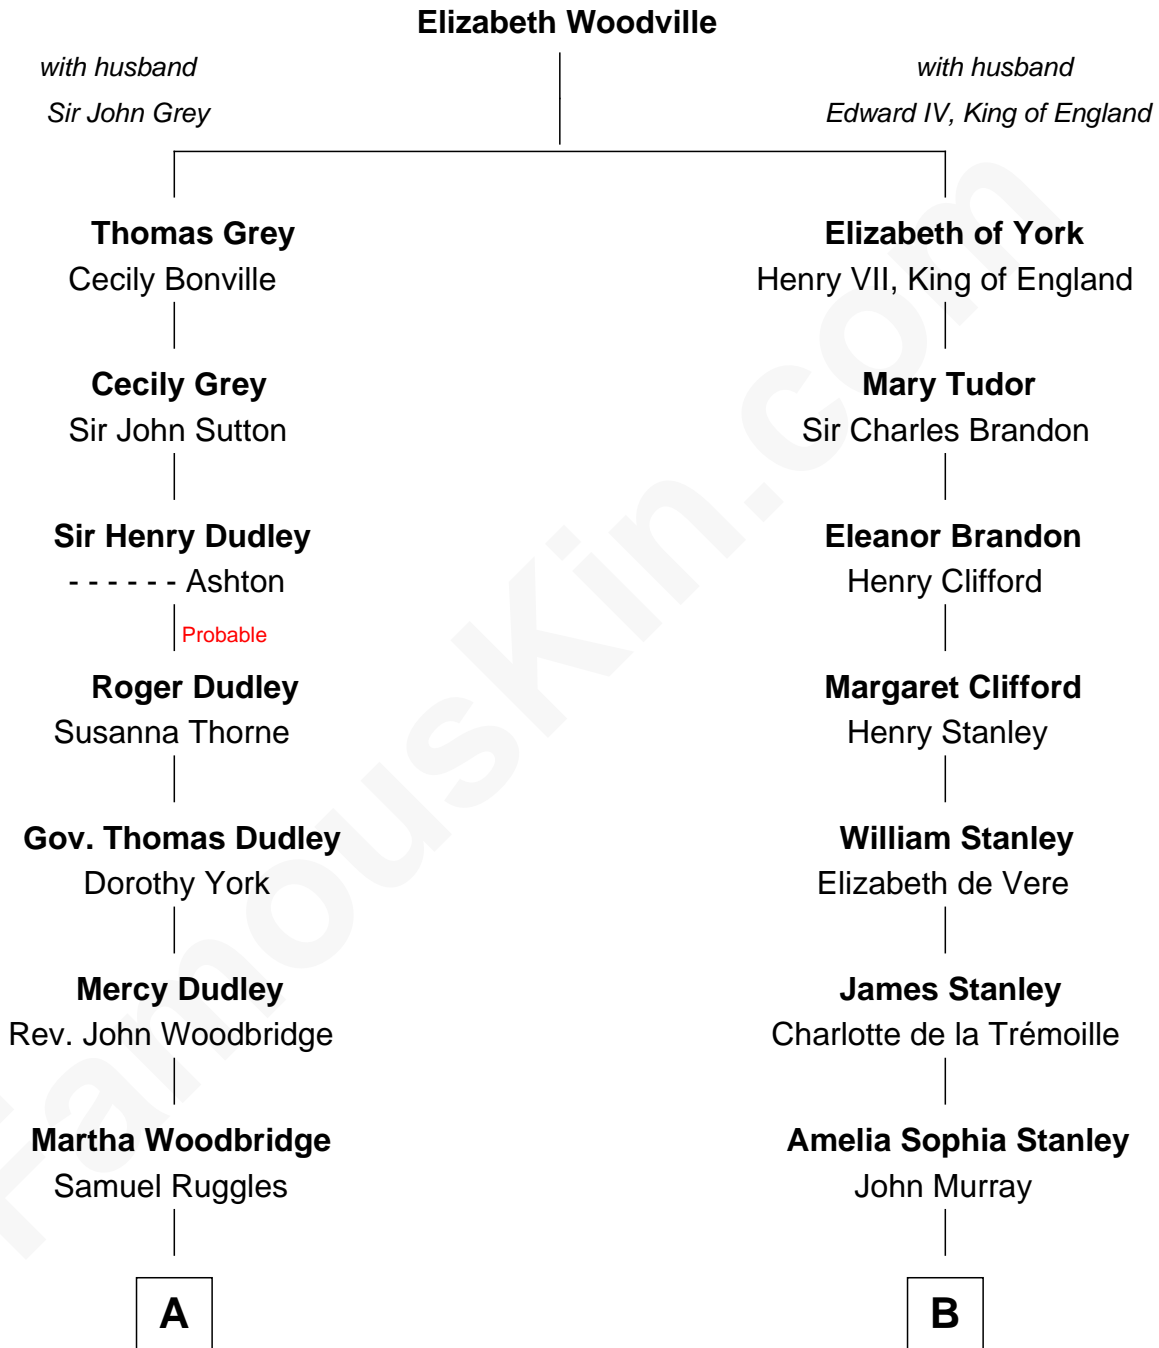 Elizabeth Woodville
with husband
Sir John Grey
with husband
Edward IV, King of England
Thomas Grey
Cecily Bonville
Elizabeth of York
Henry VII, King of England
Cecily Grey
Sir John Sutton
Mary Tudor
Sir Charles Brandon
Sir Henry Dudley
- - - - - - Ashton
Eleanor Brandon
Henry Clifford
Probable
Roger Dudley
Susanna Thorne
Margaret Clifford
Henry Stanley
Gov. Thomas Dudley
Dorothy York
William Stanley
Elizabeth de Vere
Mercy Dudley
Rev. John Woodbridge
James Stanley
Charlotte de la Trémoille
Martha Woodbridge
Samuel Ruggles
Amelia Sophia Stanley
John Murray
A
B
FamousKin.com